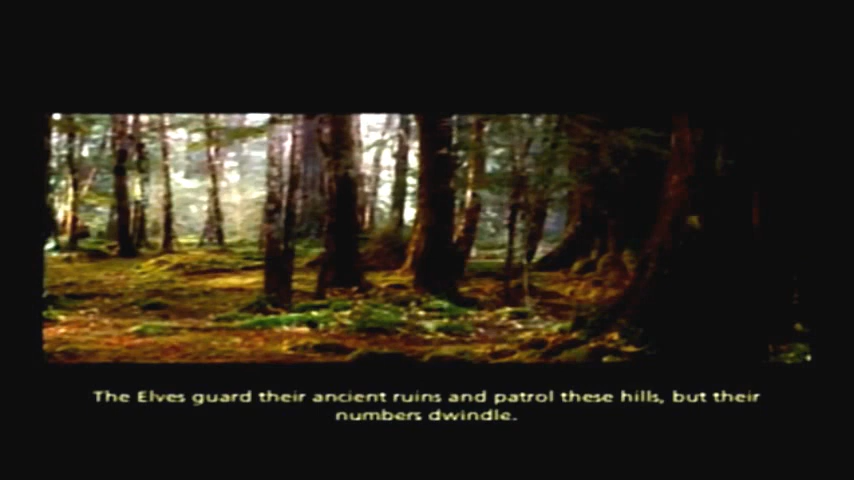 The Elves guard their ancient ruins and patrol these hills, but their
numbers dwindle.